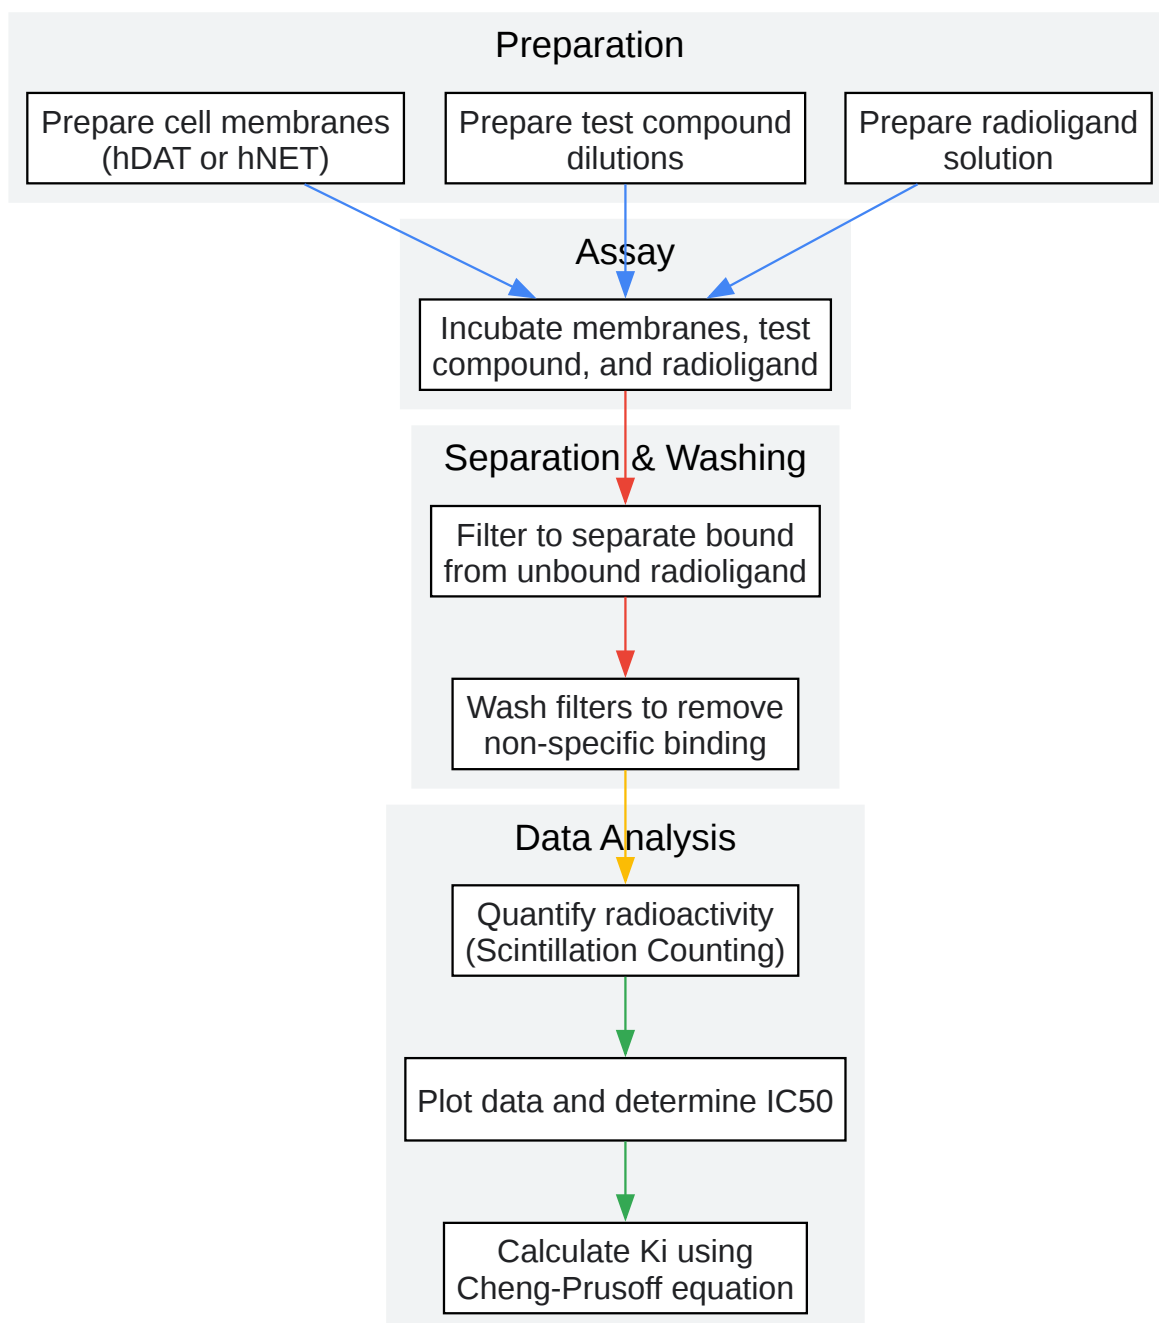 Preparation
Prepare cell membranes
(hDAT or hNET)
Prepare test compound
dilutions
Prepare radioligand
solution
Assay
Incubate membranes, test
compound, and radioligand
Separation & Washing
Filter to separate bound
from unbound radioligand
Wash filters to remove
non-specific binding
Data Analysis
Quantify radioactivity
(Scintillation Counting)
Plot data and determine IC50
Calculate Ki using
Cheng-Prusoff equation